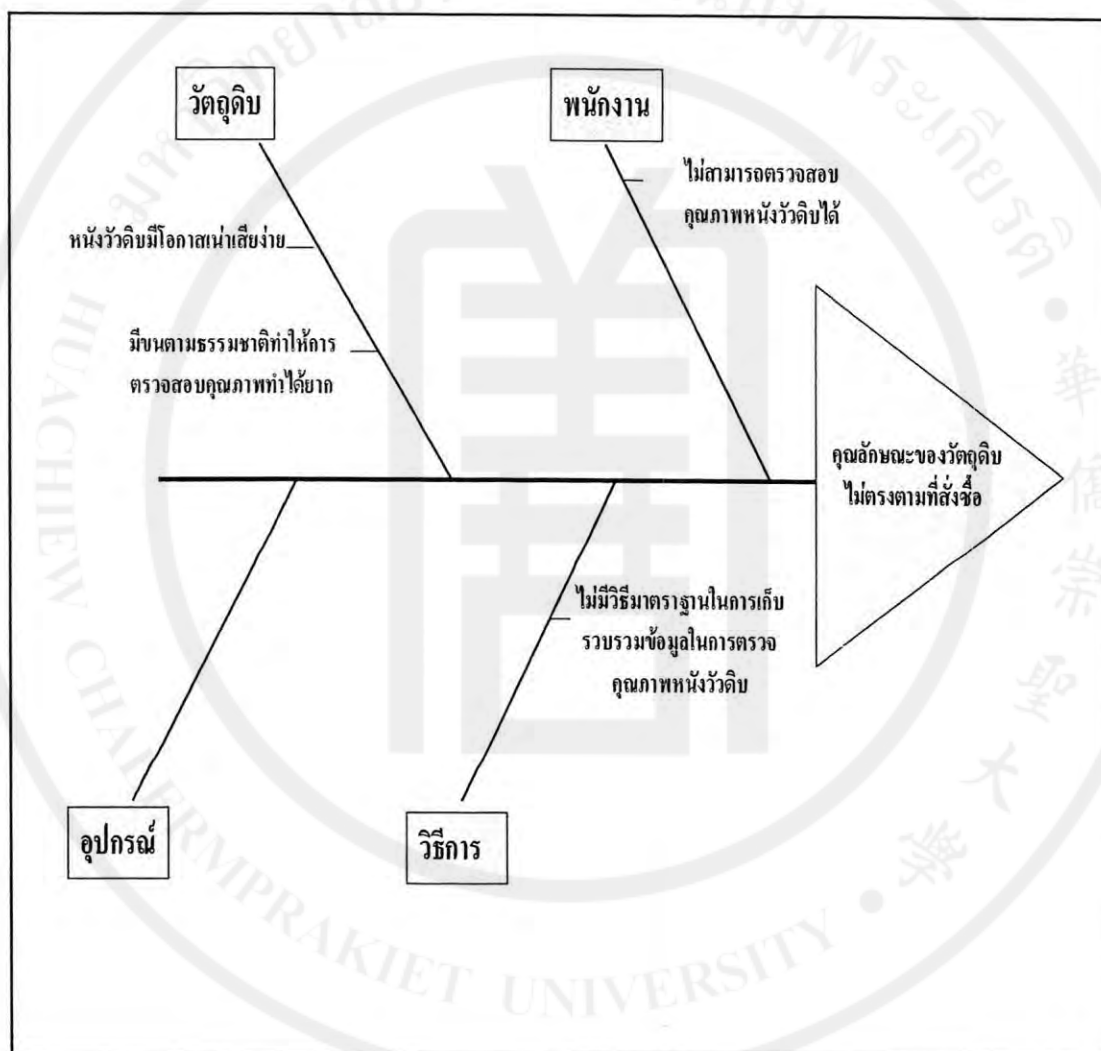 วัตถุดิบ
พนักงาน
ไม่สามารถตรวจสอบ
คุณภาพหนังวัวดิบได้
หนังวัวดิบมีโอกาสเน่าเสียง่าย
มีขนตามธรรมชาติทำให้การ
ตรวจสอบคุณภาพทำได้ยาก
คุณลักษณะของวัตถุดิบ
ไม่ตรงตามที่สั่งซื้อ
ไม่มีวิธีมาตราฐานในการเก็บ
รวบรวมข้อมูลในการตรวจ
คุณภาพหนังวัวดิบ
อุปกรณ์
วิธีการ
HUACHIEW CHALERMPRAKIET UNIVERSITY
華僑崇聖大學